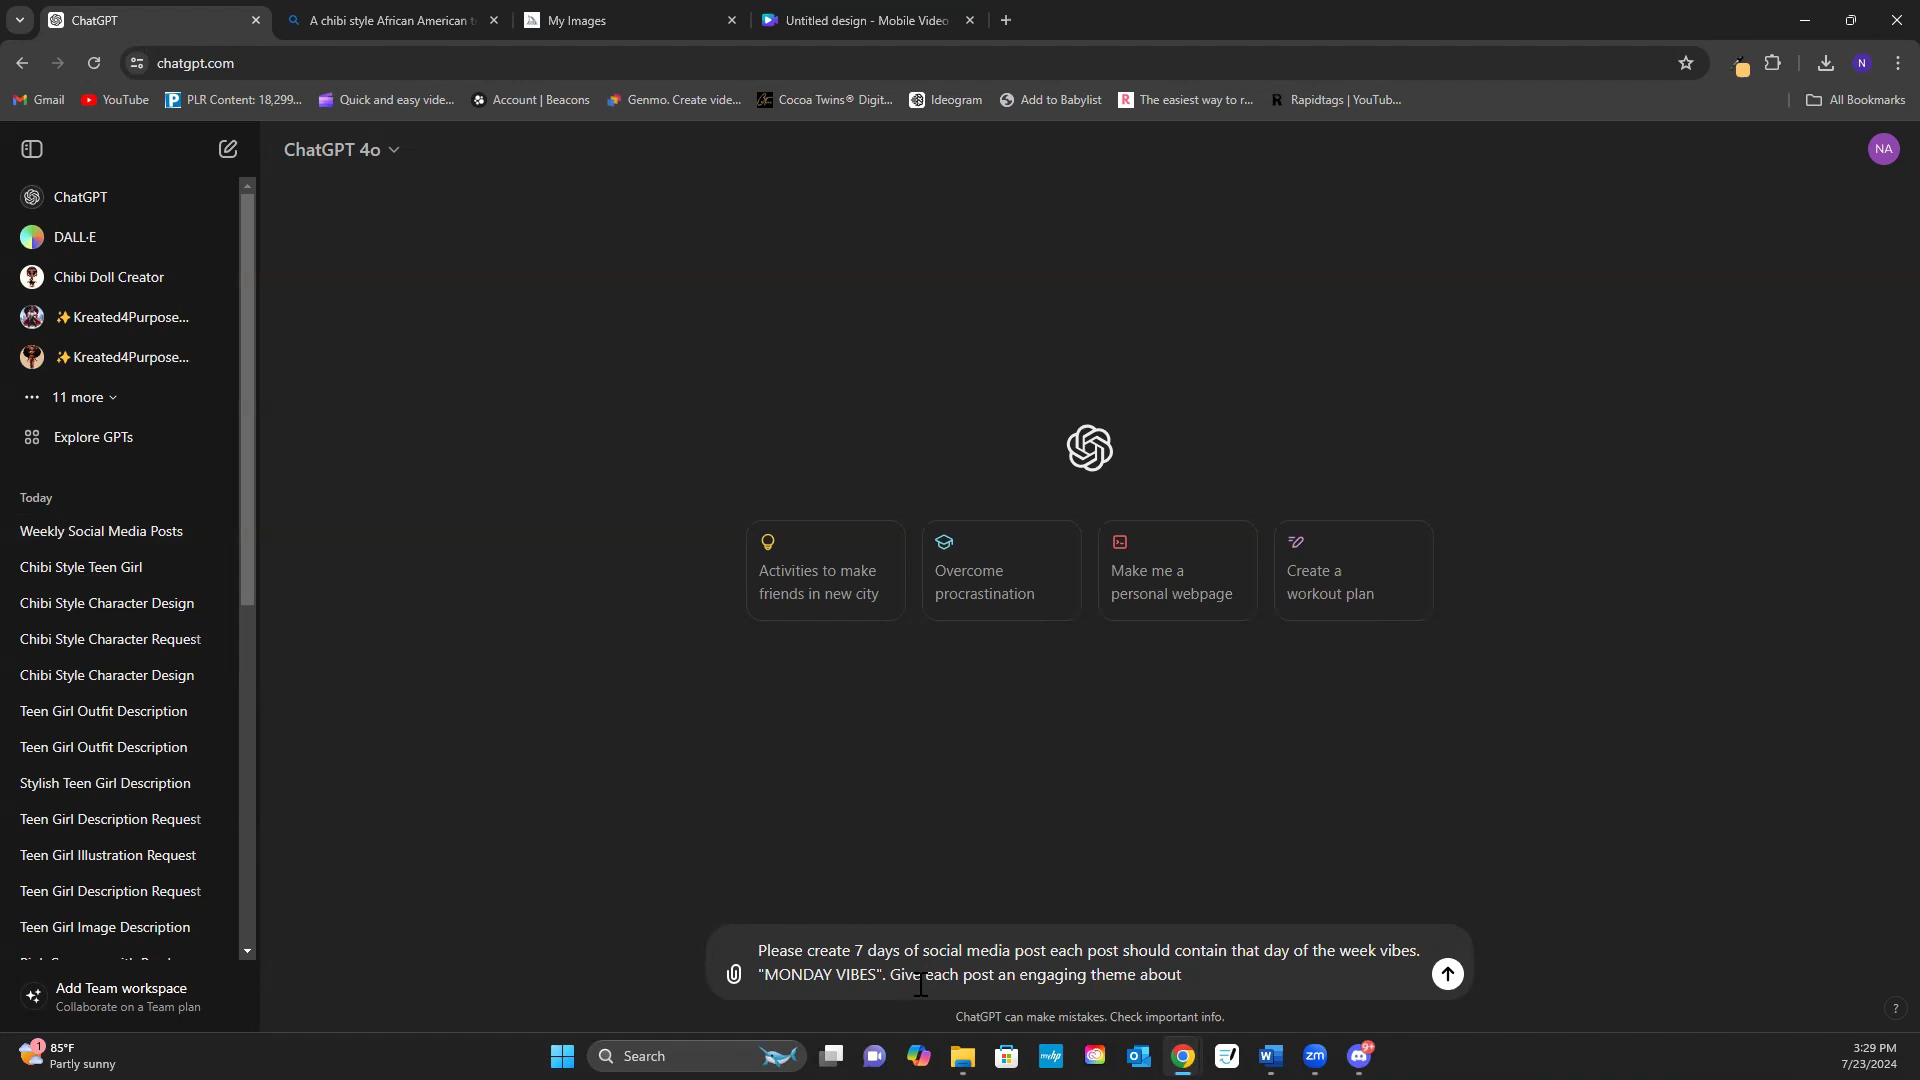 ChatGPT
A chibi style African American t
My Images
Untitled design - Mobile Video
chatgpt.com
N
Gmail
YouTube
PLR Content: 18,299...
Quick and easy vide...
Account | Beacons
Genmo. Create vide...
Cocoa Twins® Digit...
Ideogram
Add to Babylist
The easiest way to r...
Rapidtags | YouTub...
All Bookmarks
ChatGPT 4o
NA
ChatGPT
DALL·E
Chibi Doll Creator
✨Kreated4Purpose...
✨Kreated4Purpose...
11 more
Explore GPTs
Today
Weekly Social Media Posts
Chibi Style Teen Girl
Chibi Style Character Design
Chibi Style Character Request
Chibi Style Character Design
Teen Girl Outfit Description
Teen Girl Outfit Description
Stylish Teen Girl Description
Teen Girl Description Request
Teen Girl Illustration Request
Teen Girl Description Request
Teen Girl Image Description
Add Team workspace
Collaborate on a Team plan
Activities to make
friends in new city
Overcome
procrastination
Make me a
personal webpage
Create a
workout plan
Please create 7 days of social media post each post should contain that day of the week vibes.
"MONDAY VIBES". Give each post an engaging theme about
ChatGPT can make mistakes. Check important info.
?
1
85°F
Partly sunny
Search
myhp
zm
9+
3:29 PM
7/23/2024